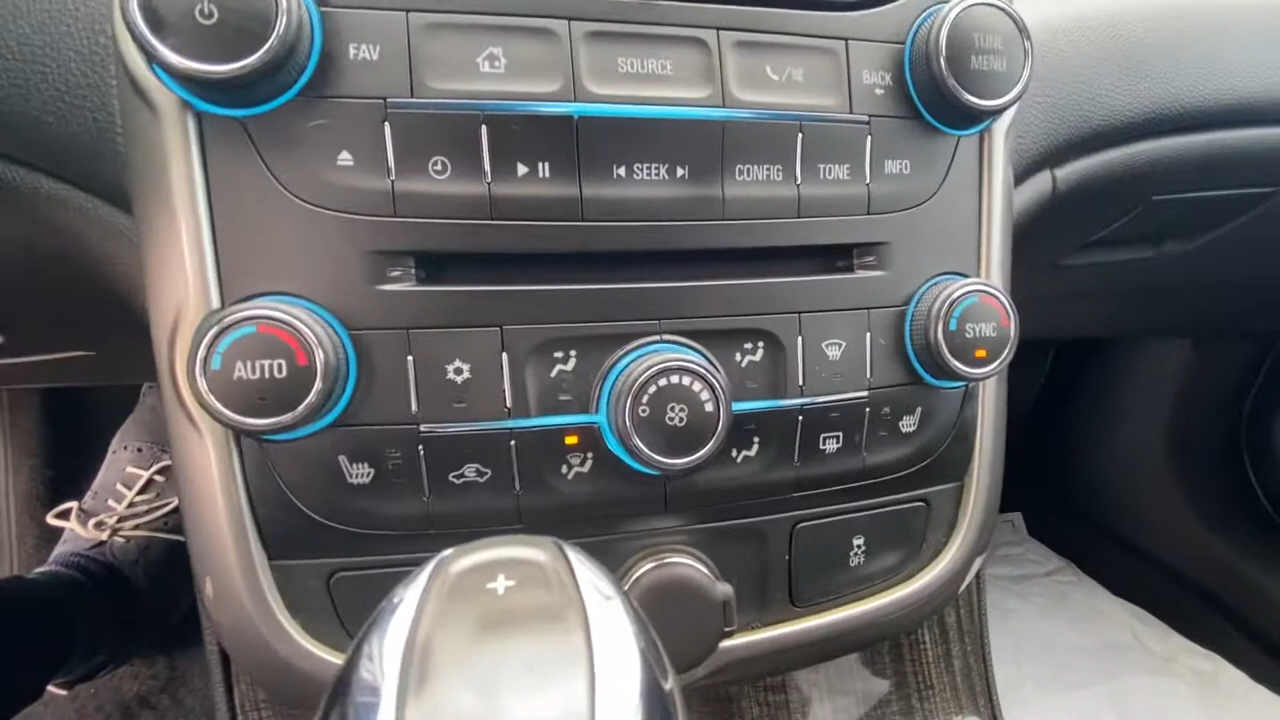 FAV
SOURCE
BACK
TUNE
MENU
SEEK
CONFIG
TONE
INFO
AUTO
SYNC
OFF